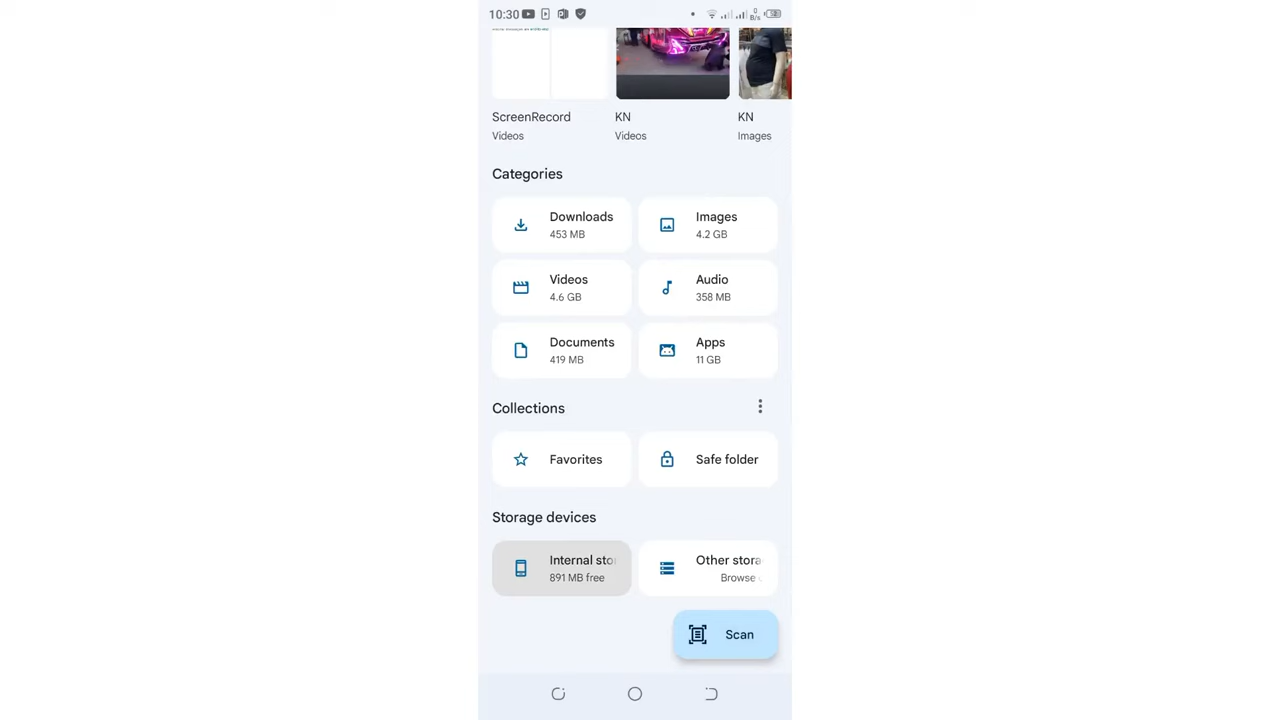 10:30
B/s
ScreenRecord
Videos
KN
Videos
KN
Images
Categories
Downloads
453 MB
Images
4.2 GB
Videos
4.6 GB
Audio
358 MB
Documents
419 MB
Apps
11 GB
Collections
Favorites
Safe folder
Storage devices
Internal sto
891 MB free
Other stora
Browse
Scan